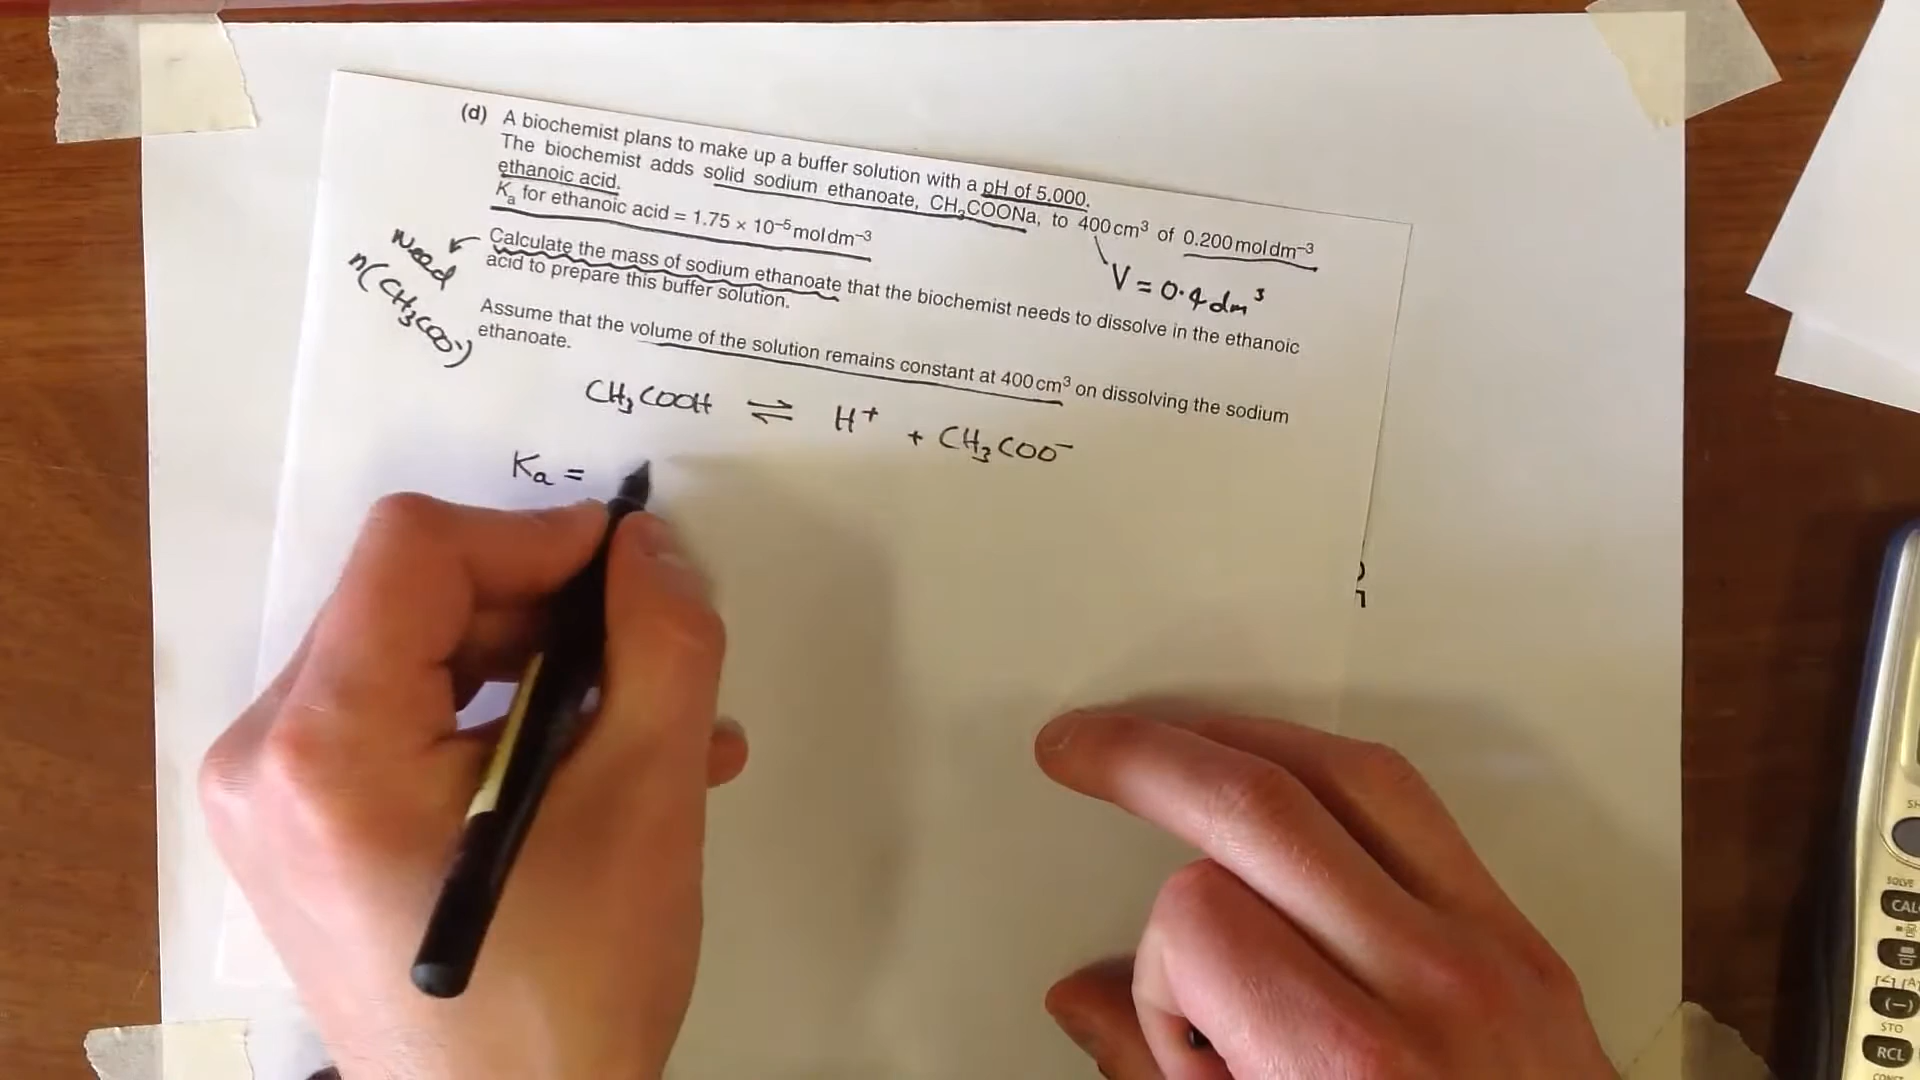 (d) A biochemist plans to make up a buffer solution with a pH of 5.000.
The biochemist adds solid sodium ethanoate, CH3COONa, to 400 cm³ of 0.200 mol dm⁻³
ethanoic acid.
Ka for ethanoic acid = 1.75 × 10⁻⁵ mol dm⁻³
V = 0.4 dm³
Need
n(CH3COO⁻)
Calculate the mass of sodium ethanoate that the biochemist needs to dissolve in the ethanoic
acid to prepare this buffer solution.
Assume that the volume of the solution remains constant at 400 cm³ on dissolving the sodium
ethanoate.
CH3COOH ⇌ H⁺ + CH3COO⁻
Ka =
SOLVE
CAL
(−)
STO
RCL